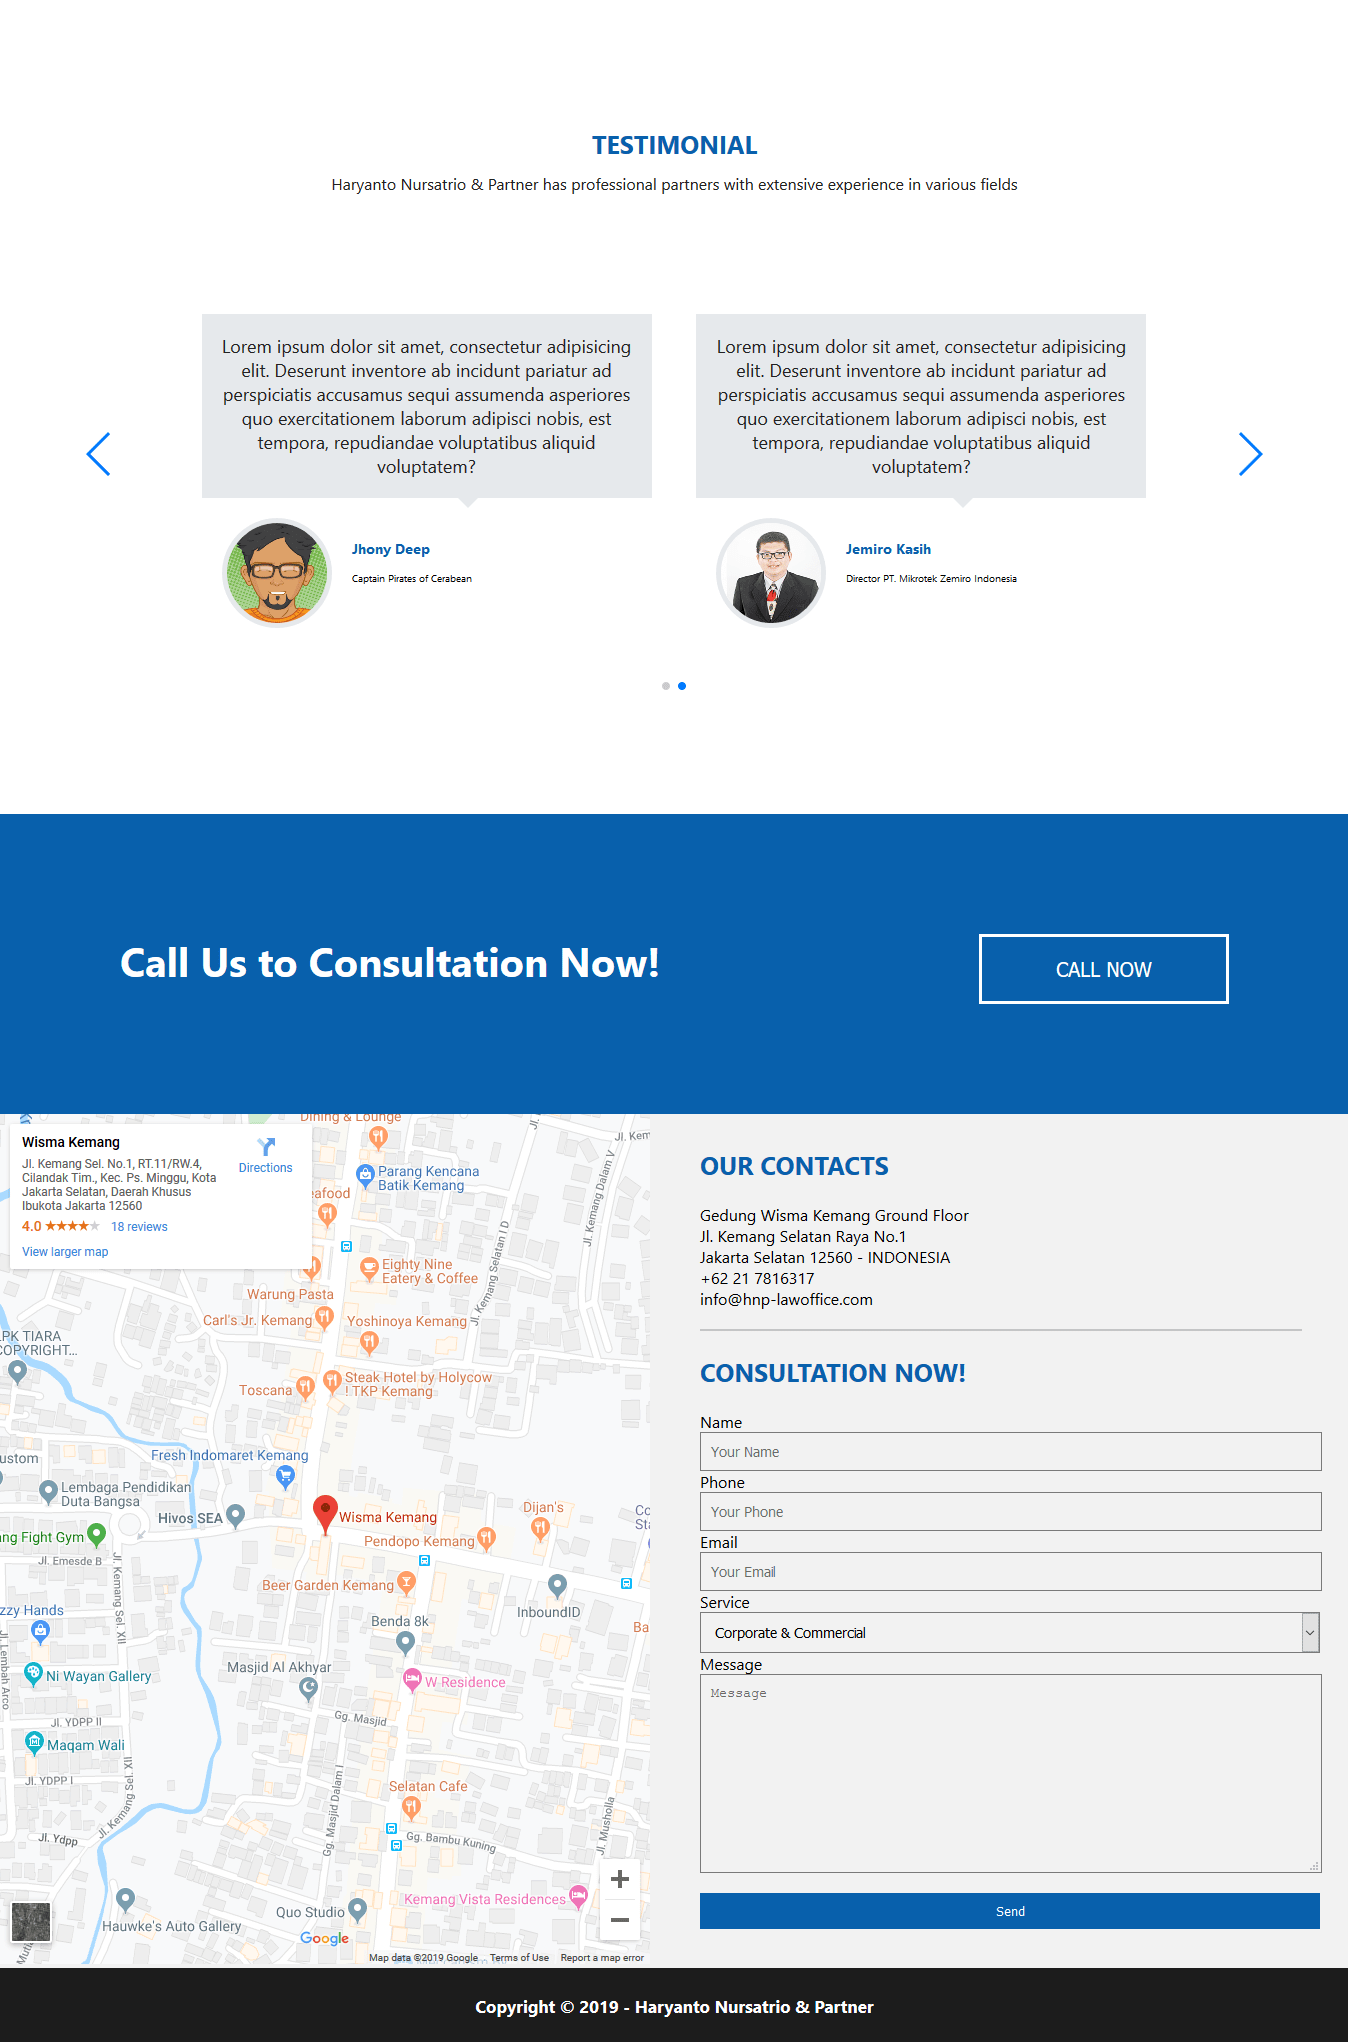 TESTIMONIAL
Haryanto Nursatrio & Partner has professional partners with extensive experience in various fields
Lorem ipsum dolor sit amet, consectetur adipisicing
elit. Deserunt inventore ab incidunt pariatur ad
perspiciatis accusamus sequi assumenda asperiores
quo exercitationem laborum adipisci nobis, est
tempora, repudiandae voluptatibus aliquid
voluptatem?
Jhony Deep
Captain Pirates of Cerabean
Lorem ipsum dolor sit amet, consectetur adipisicing
elit. Deserunt inventore ab incidunt pariatur ad
perspiciatis accusamus sequi assumenda asperiores
quo exercitationem laborum adipisci nobis, est
tempora, repudiandae voluptatibus aliquid
voluptatem?
Jemiro Kasih
Director PT. Mikrotek Zemiro Indonesia
Call Us to Consultation Now!
CALL NOW
Wisma Kemang
Jl. Kemang Sel. No.1, RT.11/RW.4,
Cilandak Tim., Kec. Ps. Minggu, Kota
Jakarta Selatan, Daerah Khusus
Ibukota Jakarta 12560
4.0
18 reviews
View larger map
Directions
Dining & Lounge
Jl. Kem
Parang Kencana
Batik Kemang
eafood
Jl. Kemang Dalam V
Jl. Kemang Selatan I D
Eighty Nine
Eatery & Coffee
Warung Pasta
Carl's Jr. Kemang
Yoshinoya Kemang
LPK TIARA
COPYRIGHT...
Steak Hotel by Holycow
! TKP Kemang
Toscana
Fresh Indomaret Kemang
ustom
Lembaga Pendidikan
Duta Bangsa
Hivos SEA
Wisma Kemang
Dijan's
Co
Sta
ng Fight Gym
Pendopo Kemang
Jl. Emesde B
Jl. Kemang Sel. XII
Beer Garden Kemang
InboundID
zzy Hands
Benda 8k
Ba
Jl. Lembah Arco
Masjid Al Akhyar
Ni Wayan Gallery
W Residence
Gg. Masjid
Jl. YDPP II
Maqam Wali
Jl. YDPP I
Jl. Kemang Sel. XII
Selatan Cafe
Gg. Masjid Dalam I
Jl. Musholla
Jl. Ydpp
Gg. Bambu Kuning
Kemang Vista Residences
Quo Studio
Hauwke's Auto Gallery
Google
Map data ©2019 Google
Terms of Use
Report a map error
OUR CONTACTS
Gedung Wisma Kemang Ground Floor
Jl. Kemang Selatan Raya No.1
Jakarta Selatan 12560 - INDONESIA
+62 21 7816317
info@hnp-lawoffice.com
CONSULTATION NOW!
Name
Your Name
Phone
Your Phone
Email
Your Email
Service
Corporate & Commercial
Message
Message
Send
Copyright © 2019 - Haryanto Nursatrio & Partner